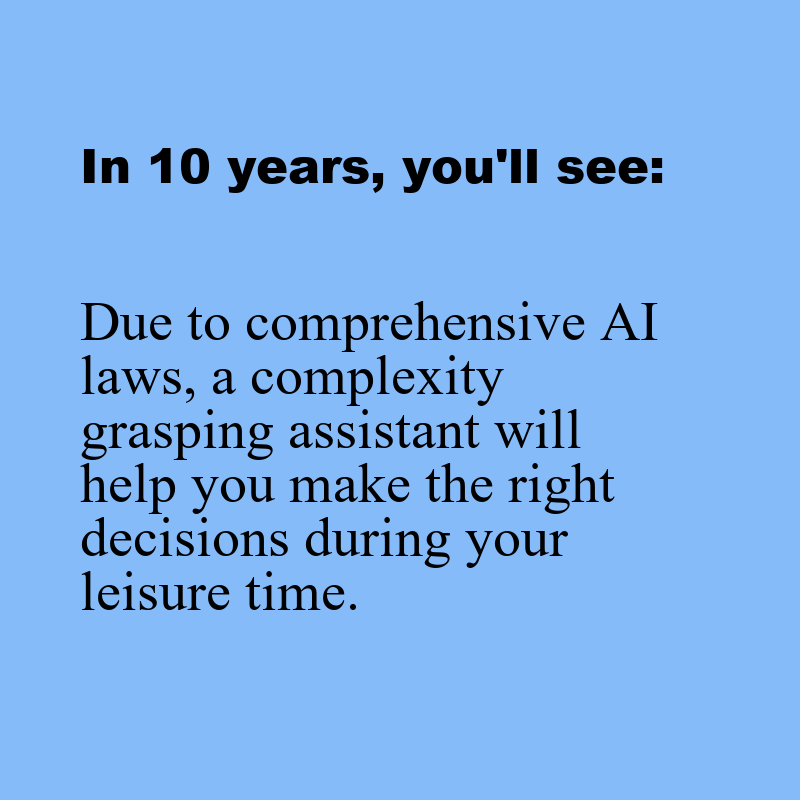 In 10 years, you'll see:
Due to comprehensive AI
laws, a complexity
grasping assistant will
help you make the right
decisions during your
leisure time.